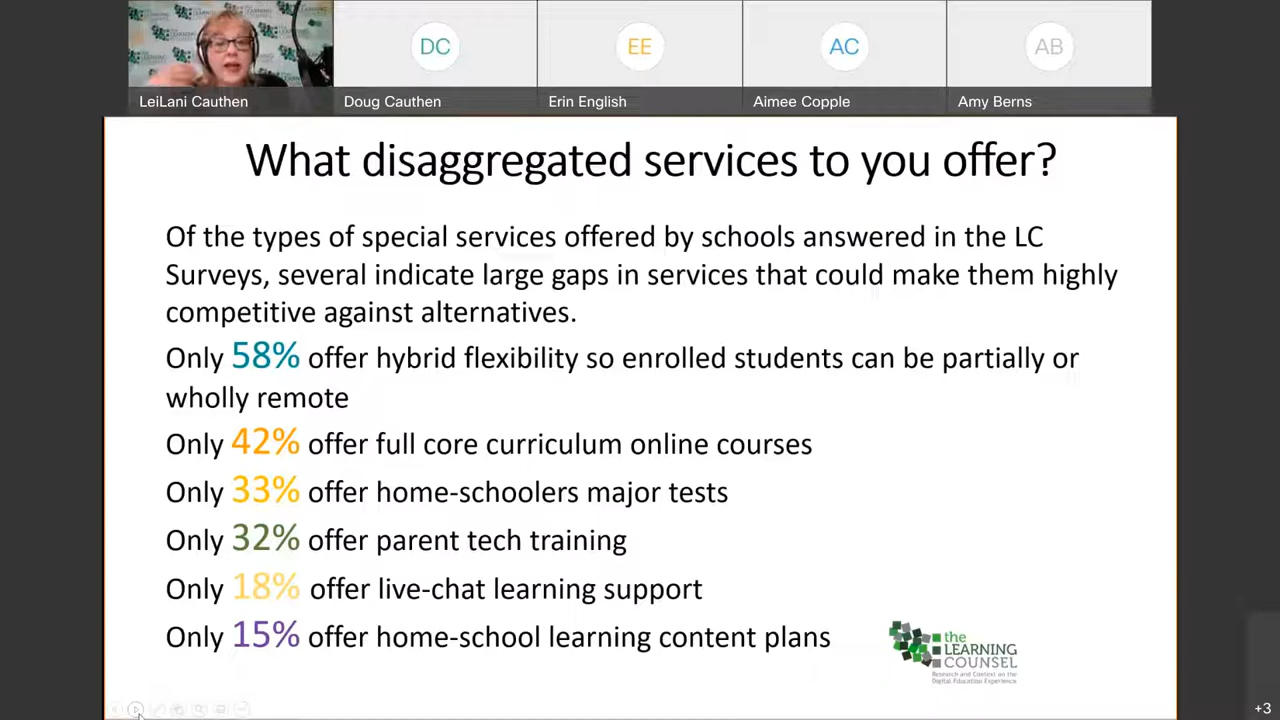 DC
EE
AC
AB
LeiLani Cauthen
Doug Cauthen
Erin English
Aimee Copple
Amy Berns
What disaggregated services to you offer?
Of the types of special services offered by schools answered in the LC
Surveys, several indicate large gaps in services that could make them highly
competitive against alternatives.
Only 58% offer hybrid flexibility so enrolled students can be partially or
wholly remote
Only 42% offer full core curriculum online courses
Only 33% offer home-schoolers major tests
Only 32% offer parent tech training
Only 18% offer live-chat learning support
Only 15% offer home-school learning content plans
the
LEARNING
COUNSEL
Research and Context on the
Digital Education Experience
+3